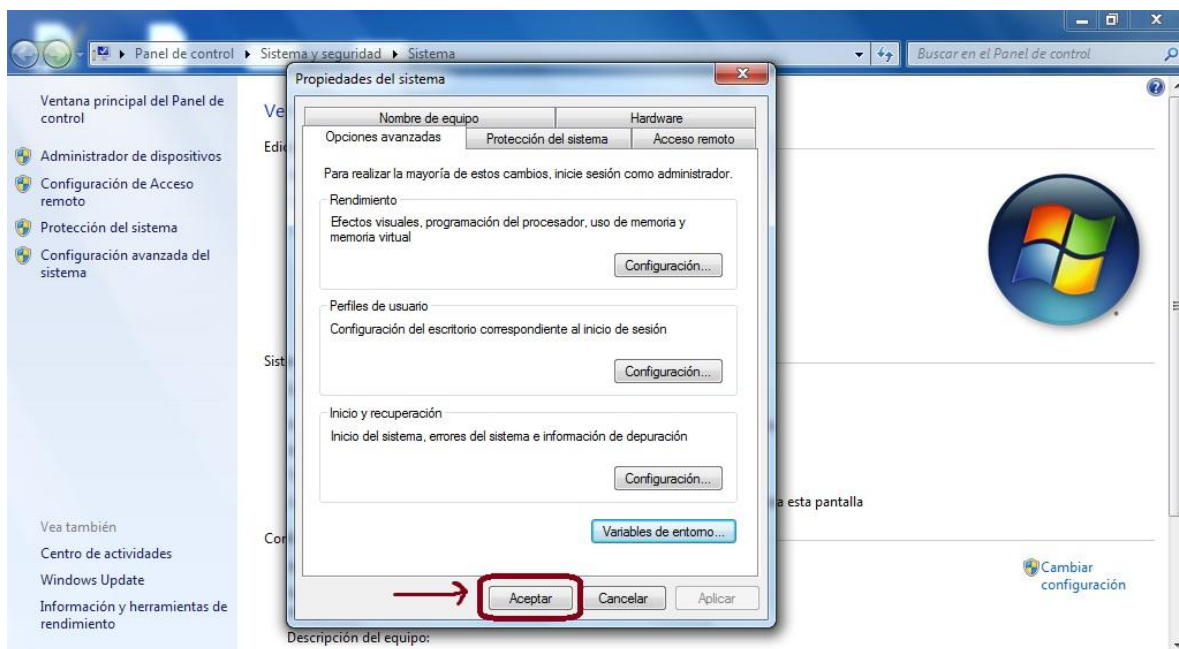 Panel de control ▸ Sistema y seguridad ▸ Sistema
Buscar en el Panel de control
Ventana principal del Panel de
control
Administrador de dispositivos
Configuración de Acceso
remoto
Protección del sistema
Configuración avanzada del
sistema
Vea también
Centro de actividades
Windows Update
Información y herramientas de
rendimiento
Ve
Edic
Sist
Con
Propiedades del sistema
Nombre de equipo
Hardware
Opciones avanzadas
Protección del sistema
Acceso remoto
Para realizar la mayoría de estos cambios, inicie sesión como administrador.
Rendimiento
Efectos visuales, programación del procesador, uso de memoria y
memoria virtual
Configuración...
Perfiles de usuario
Configuración del escritorio correspondiente al inicio de sesión
Configuración...
Inicio y recuperación
Inicio del sistema, errores del sistema e información de depuración
Configuración...
Variables de entorno...
Aceptar
Cancelar
Aplicar
a esta pantalla
Cambiar
configuración
Descripción del equipo: